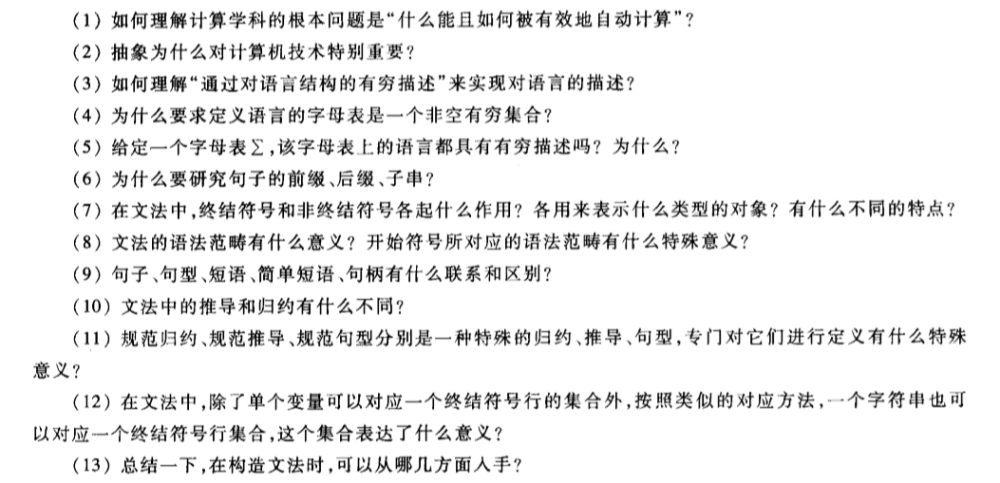 (1) 如何理解计算学科的根本问题是“什么能且如何被有效地自动计算”?
(2) 抽象为什么对计算机技术特别重要?
(3) 如何理解“通过对语言结构的有穷描述”来实现对语言的描述?
(4) 为什么要求定义语言的字母表是一个非空有穷集合?
(5) 给定一个字母表∑,该字母表上的语言都具有有穷描述吗? 为什么?
(6) 为什么要研究句子的前缀、后缀、子串?
(7) 在文法中,终结符号和非终结符号各起什么作用? 各用来表示什么类型的对象? 有什么不同的特点?
(8) 文法的语法范畴有什么意义? 开始符号所对应的语法范畴有什么特殊意义?
(9) 句子、句型、短语、简单短语、句柄有什么联系和区别?
(10) 文法中的推导和归约有什么不同?
(11) 规范归约、规范推导、规范句型分别是一种特殊的归约、推导、句型,专门对它们进行定义有什么特殊
意义?
(12) 在文法中,除了单个变量可以对应一个终结符号行的集合外,按照类似的对应方法,一个字符串也可
以对应一个终结符号行集合,这个集合表达了什么意义?
(13) 总结一下,在构造文法时,可以从哪几方面入手?